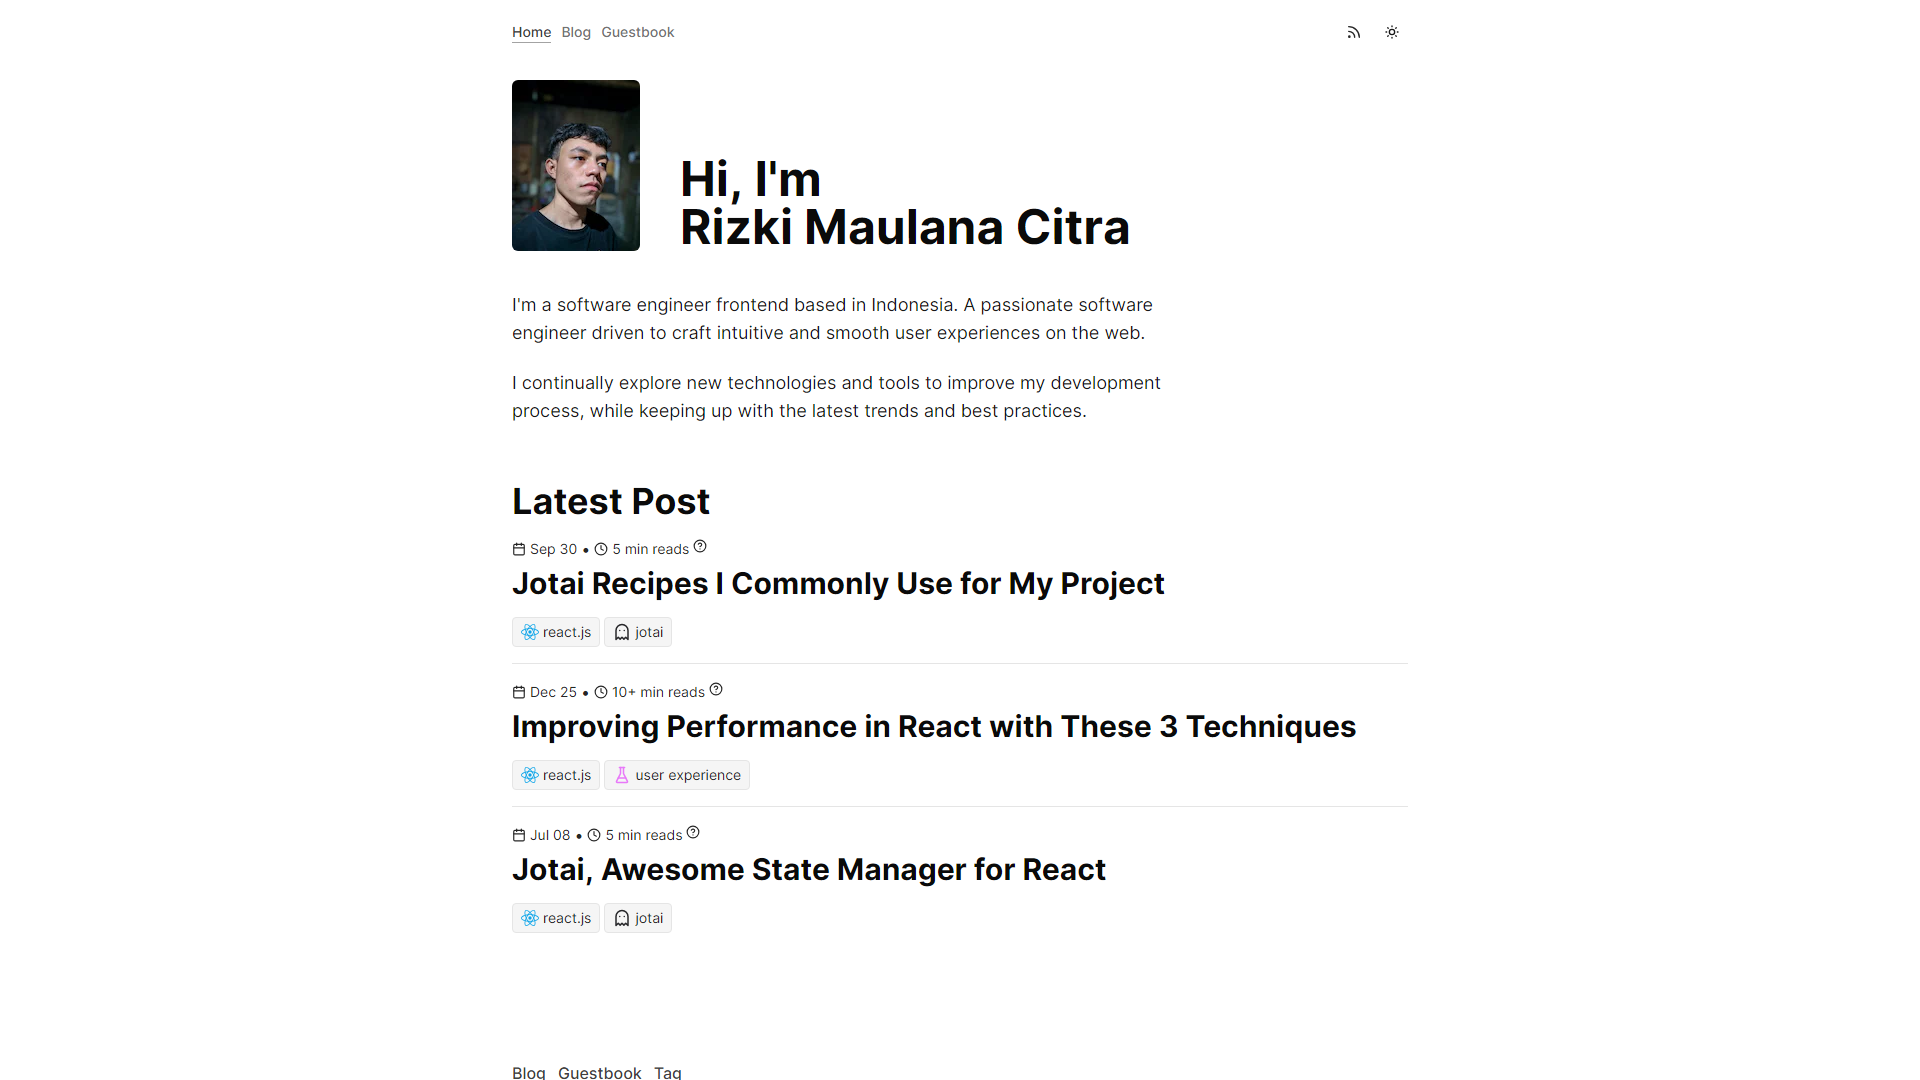 Home Blog Guestbook
Hi, I'm
Rizki Maulana Citra
I'm a software engineer frontend based in Indonesia. A passionate software
engineer driven to craft intuitive and smooth user experiences on the web.
I continually explore new technologies and tools to improve my development
process, while keeping up with the latest trends and best practices.
Latest Post
Sep 30 • 5 min reads
Jotai Recipes I Commonly Use for My Project
react.js jotai
Dec 25 • 10+ min reads
Improving Performance in React with These 3 Techniques
react.js user experience
Jul 08 • 5 min reads
Jotai, Awesome State Manager for React
react.js jotai
Blog Guestbook Tag